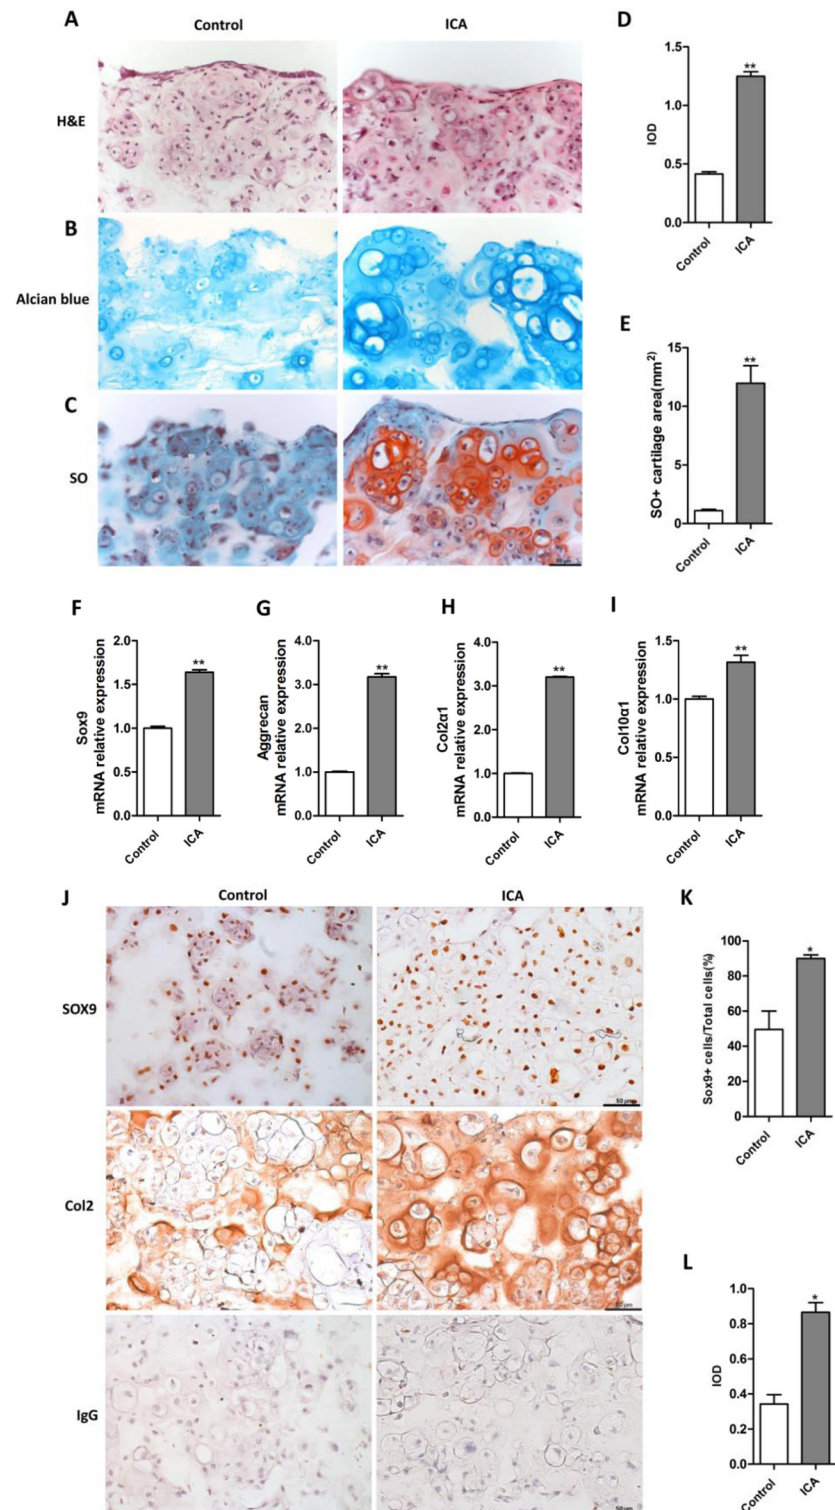 A
Control
ICA
D
H&E
IOD
1.5
1.0
0.5
0.0
**
Control
ICA
B
Alcian blue
E
SO+ cartilage area(mm²)
15
10
5
0
**
Control
ICA
C
SO
F
Sox9
mRNA relative expression
2.0
1.5
1.0
0.5
0.0
**
Control
ICA
G
Aggrecan
mRNA relative expression
4.0
3.0
2.0
1.0
0.0
**
Control
ICA
H
Col2α1
mRNA relative expression
4.0
3.0
2.0
1.0
0.0
**
Control
ICA
I
Col10α1
mRNA relative expression
1.5
1.0
0.5
0.0
**
Control
ICA
J
Control
ICA
K
SOX9
50 μm
Sox9+ cells/Total cells(%)
100
80
60
40
20
0
*
Control
ICA
Col2
L
IgG
IOD
1.0
0.8
0.6
0.4
0.2
0.0
*
Control
ICA